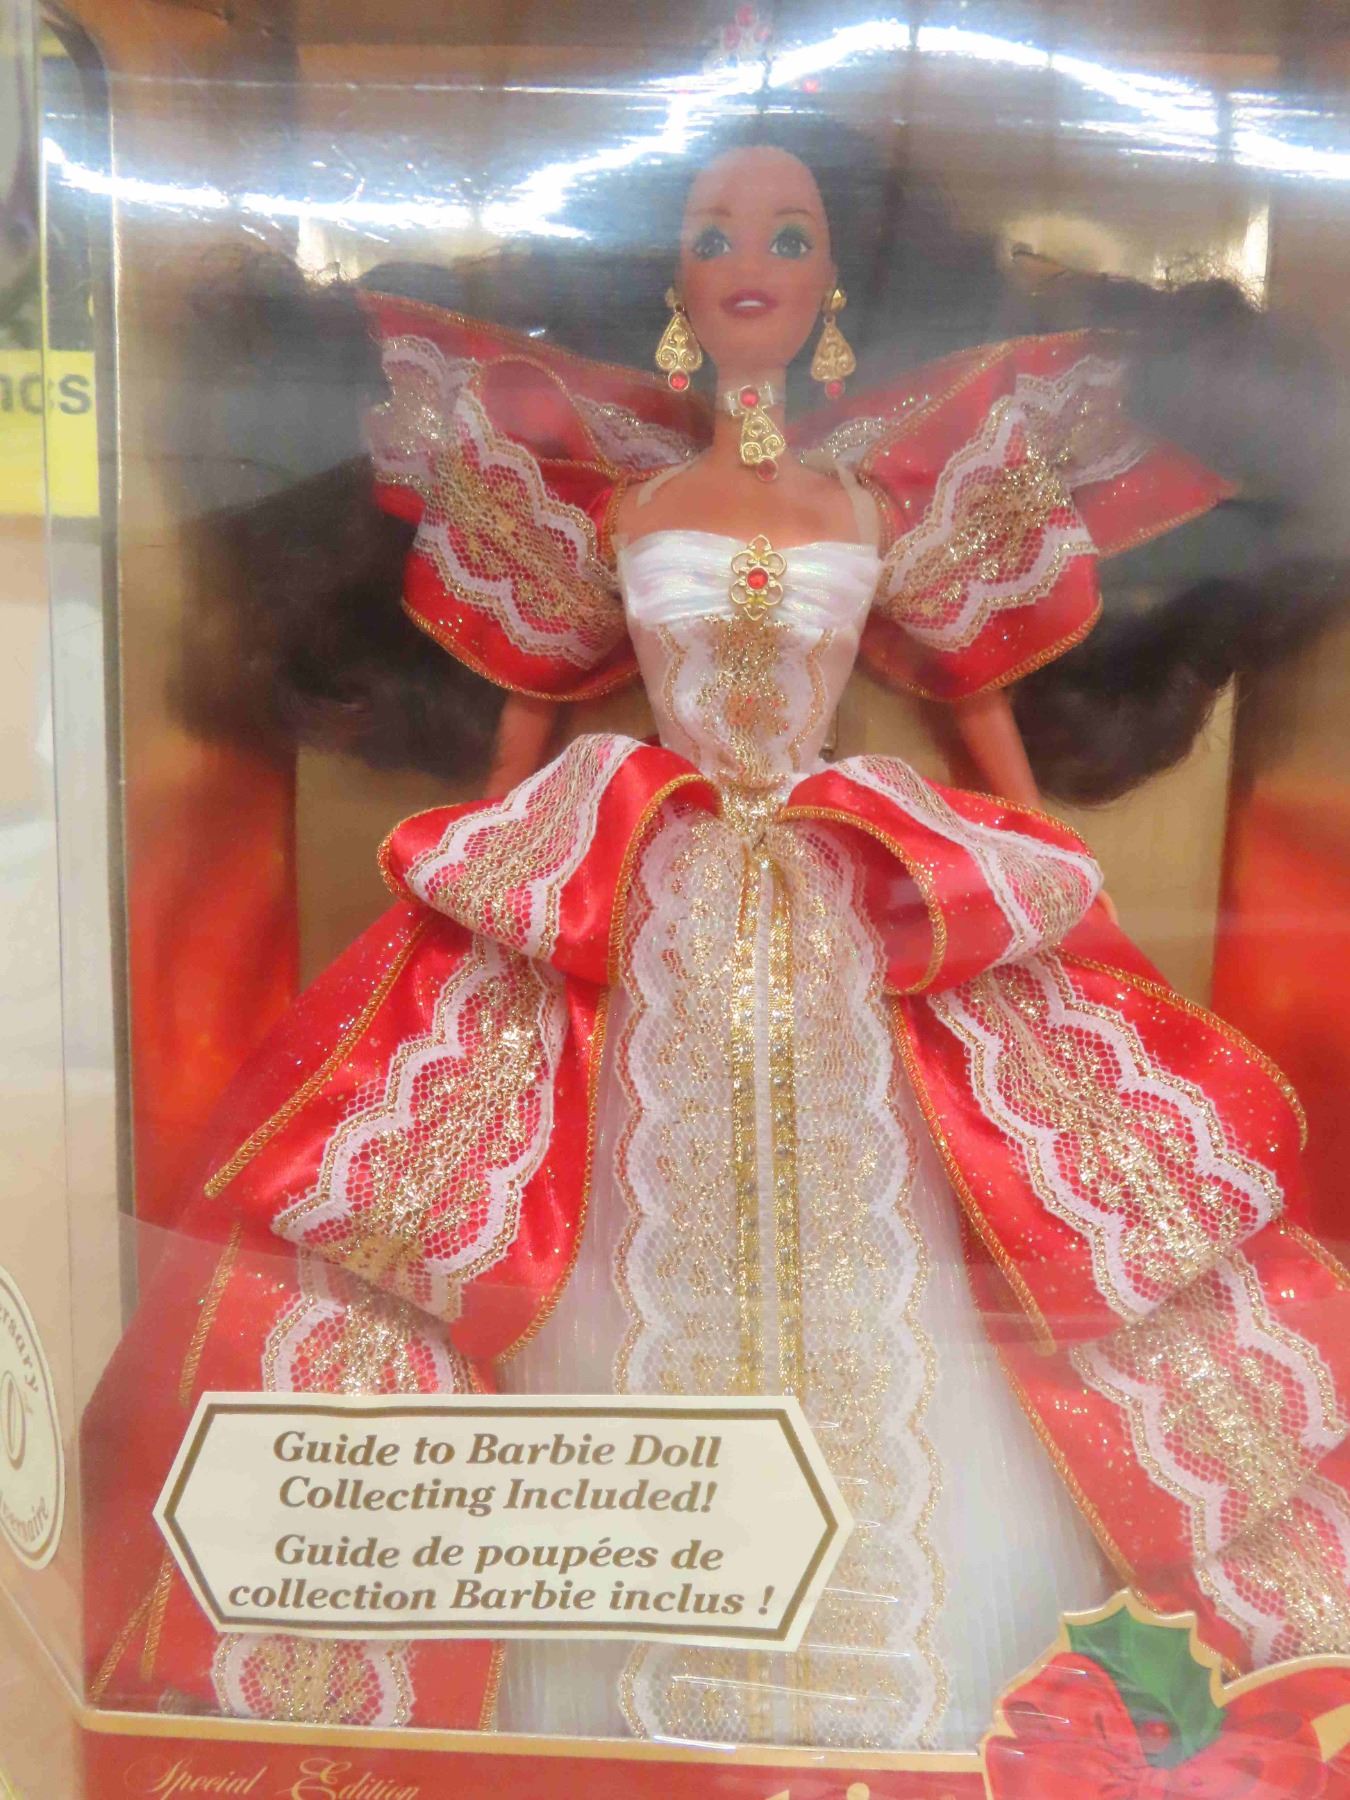 Guide to Barbie Doll
Collecting Included!
Guide de poupées de
collection Barbie inclus !
Special Edition